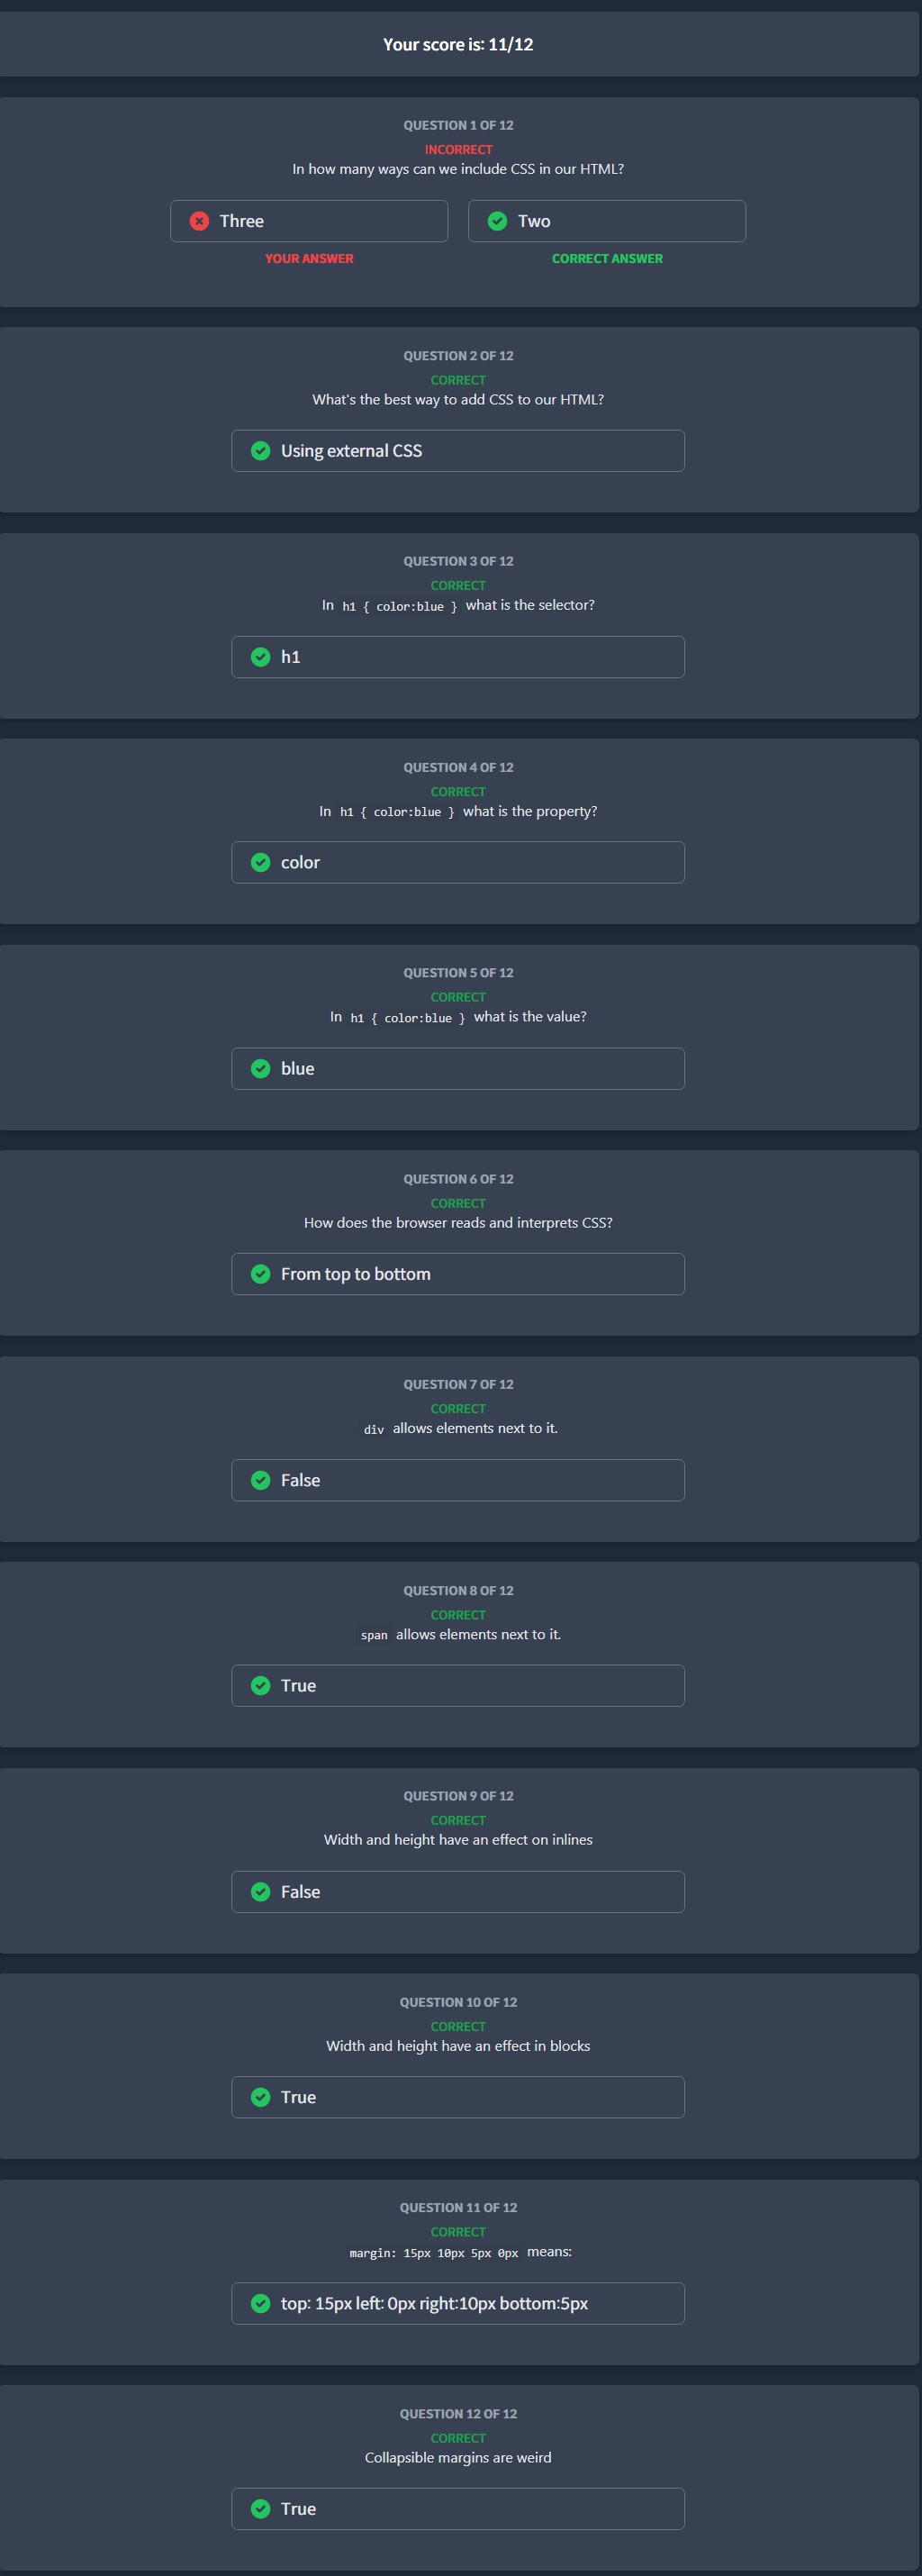 Your score is: 11/12
QUESTION 1 OF 12
INCORRECT
In how many ways can we include CSS in our HTML?
Three
Two
YOUR ANSWER
CORRECT ANSWER
QUESTION 2 OF 12
CORRECT
What's the best way to add CSS to our HTML?
Using external CSS
QUESTION 3 OF 12
CORRECT
In h1 { color:blue } what is the selector?
h1
QUESTION 4 OF 12
CORRECT
In h1 { color:blue } what is the property?
color
QUESTION 5 OF 12
CORRECT
In h1 { color:blue } what is the value?
blue
QUESTION 6 OF 12
CORRECT
How does the browser reads and interprets CSS?
From top to bottom
QUESTION 7 OF 12
CORRECT
div allows elements next to it.
False
QUESTION 8 OF 12
CORRECT
span allows elements next to it.
True
QUESTION 9 OF 12
CORRECT
Width and height have an effect on inlines
False
QUESTION 10 OF 12
CORRECT
Width and height have an effect in blocks
True
QUESTION 11 OF 12
CORRECT
margin: 15px 10px 5px 0px means:
top: 15px left: 0px right:10px bottom:5px
QUESTION 12 OF 12
CORRECT
Collapsible margins are weird
True